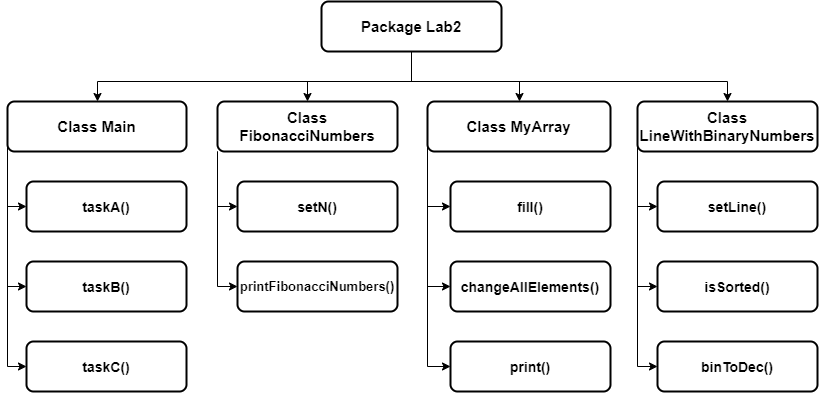 Package Lab2
Class Main
Class
FibonacciNumbers
Class MyArray
Class
LineWithBinaryNumbers
taskA()
setN()
fill()
setLine()
taskB()
printFibonacciNumbers()
changeAllElements()
isSorted()
taskC()
print()
binToDec()